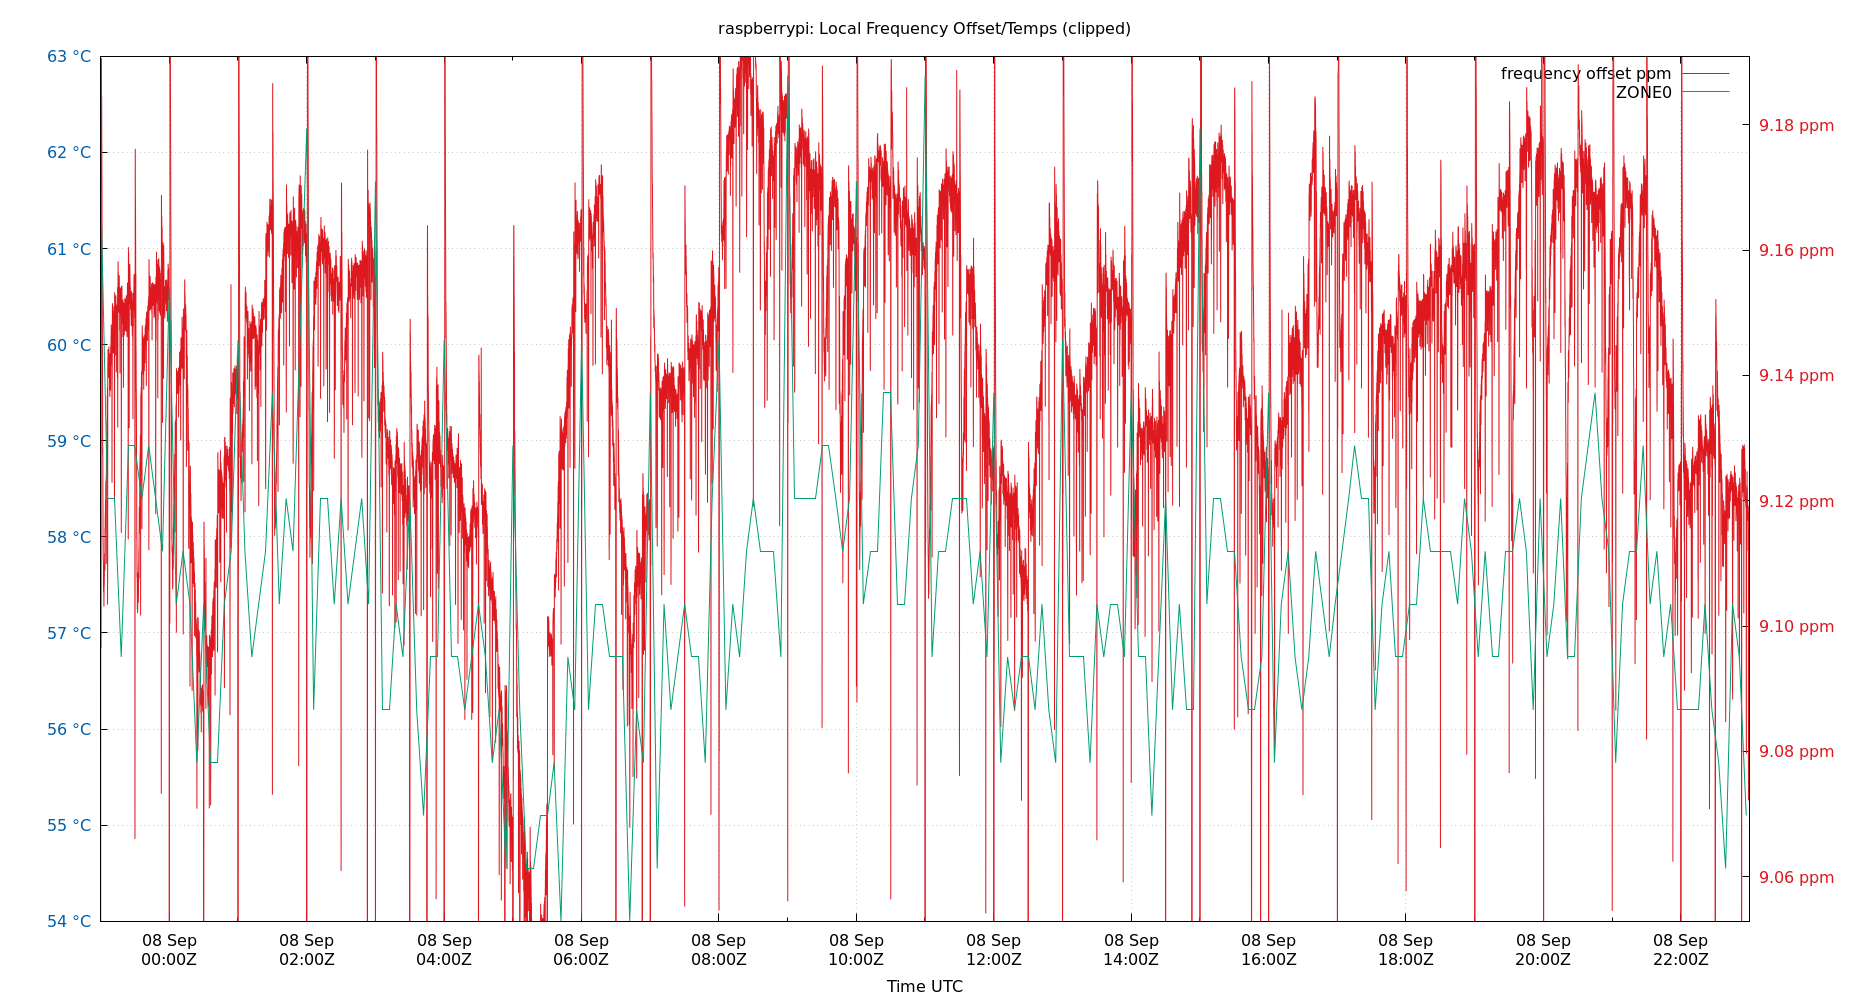 raspberrypi: Local Frequency Offset/Temps (clipped)
frequency offset ppm
ZONE0
63 °C
62 °C
61 °C
60 °C
59 °C
58 °C
57 °C
56 °C
55 °C
54 °C
9.18 ppm
9.16 ppm
9.14 ppm
9.12 ppm
9.10 ppm
9.08 ppm
9.06 ppm
08 Sep 08 Sep 08 Sep 08 Sep 08 Sep 08 Sep 08 Sep 08 Sep 08 Sep 08 Sep 08 Sep 08 Sep
00:00Z 02:00Z 04:00Z 06:00Z 08:00Z 10:00Z 12:00Z 14:00Z 16:00Z 18:00Z 20:00Z 22:00Z
Time UTC